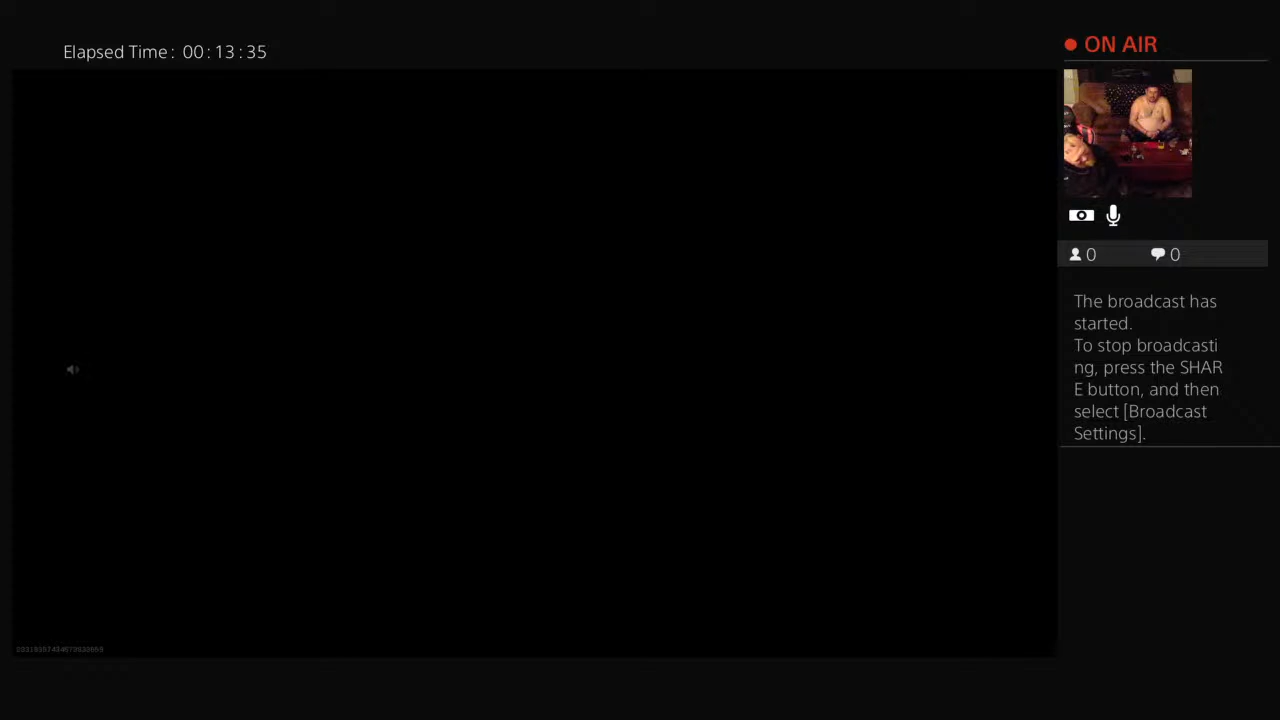 Elapsed Time: 00:13:35
ON AIR
0 0
The broadcast has
started.
To stop broadcasti
ng, press the SHAR
E button, and then
select [Broadcast
Settings].